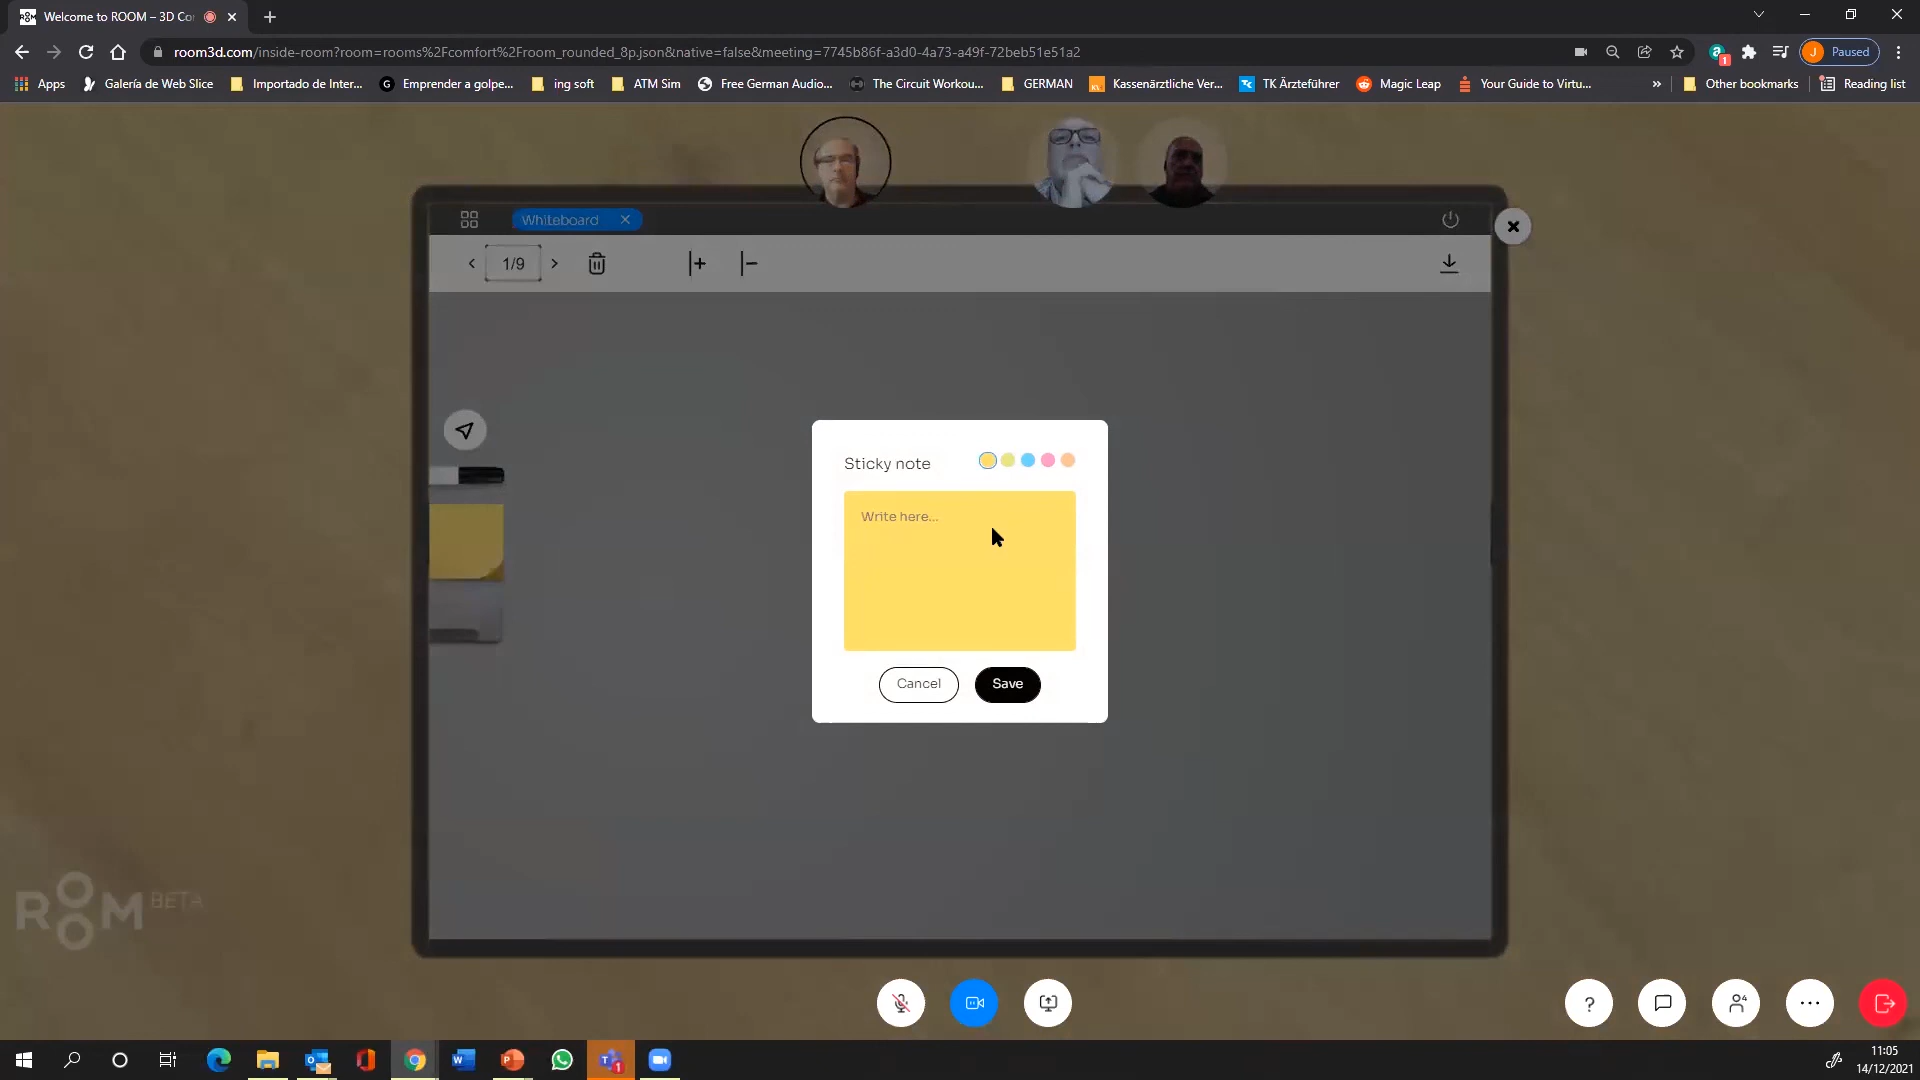 Welcome to ROOM – 3D Co
room3d.com/inside-room?room=rooms%2Fcomfort%2Froom_rounded_8p.json&native=false&meeting=7745b86f-a3d0-4a73-a49f-72beb51e51a2
a
1
J Paused
Apps
Galería de Web Slice
Importado de Inter...
G Emprender a golpe...
ing soft
ATM Sim
Free German Audio...
The Circuit Workou...
GERMAN
Kassenärztliche Ver...
TK Ärzteführer
Magic Leap
Your Guide to Virtu...
»
Other bookmarks
Reading list
Whiteboard
1/9
Sticky note
Write here...
Cancel
Save
ROOM BETA
?
4
11:05
14/12/2021